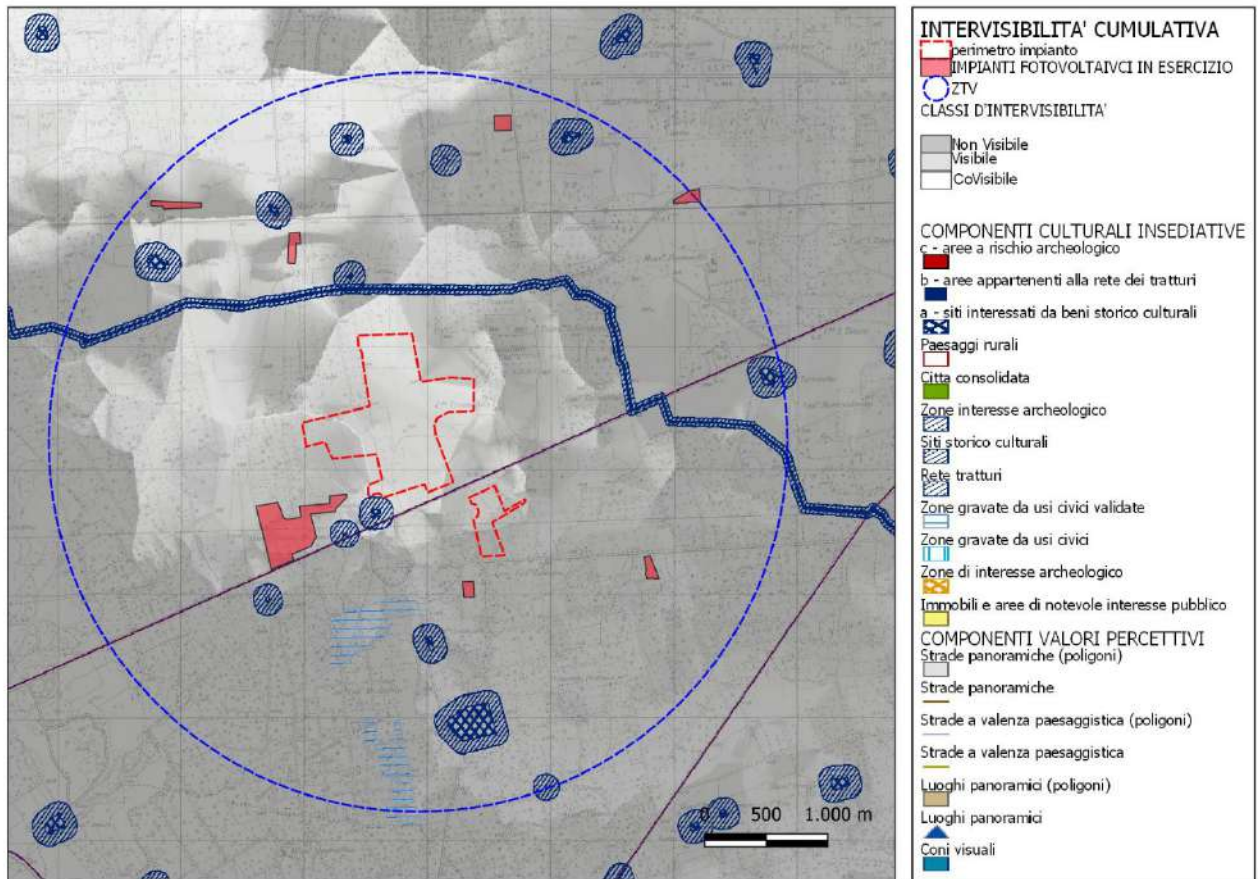 INTERVISIBILITA' CUMULATIVA
perimetro impianto
IMPIANTI FOTOVOLTAIVCI IN ESERCIZIO
ZTV
CLASSI D'INTERVISIBILITA'
Non Visibile
Visibile
CoVisibile
COMPONENTI CULTURALI INSEDIATIVE
c - aree a rischio archeologico
b - aree appartenenti alla rete dei tratturi
a - siti interessati da beni storico culturali
Paesaggi rurali
Citta consolidata
Zone interesse archeologico
Siti storico culturali
Rete tratturi
Zone gravate da usi civici validate
Zone gravate da usi civici
Zone di interesse archeologico
Immobili e aree di notevole interesse pubblico
COMPONENTI VALORI PERCETTIVI
Strade panoramiche (poligoni)
Strade panoramiche
Strade a valenza paesaggistica (poligoni)
Strade a valenza paesaggistica
Luoghi panoramici (poligoni)
Luoghi panoramici
Coni visuali
0 500 1.000 m